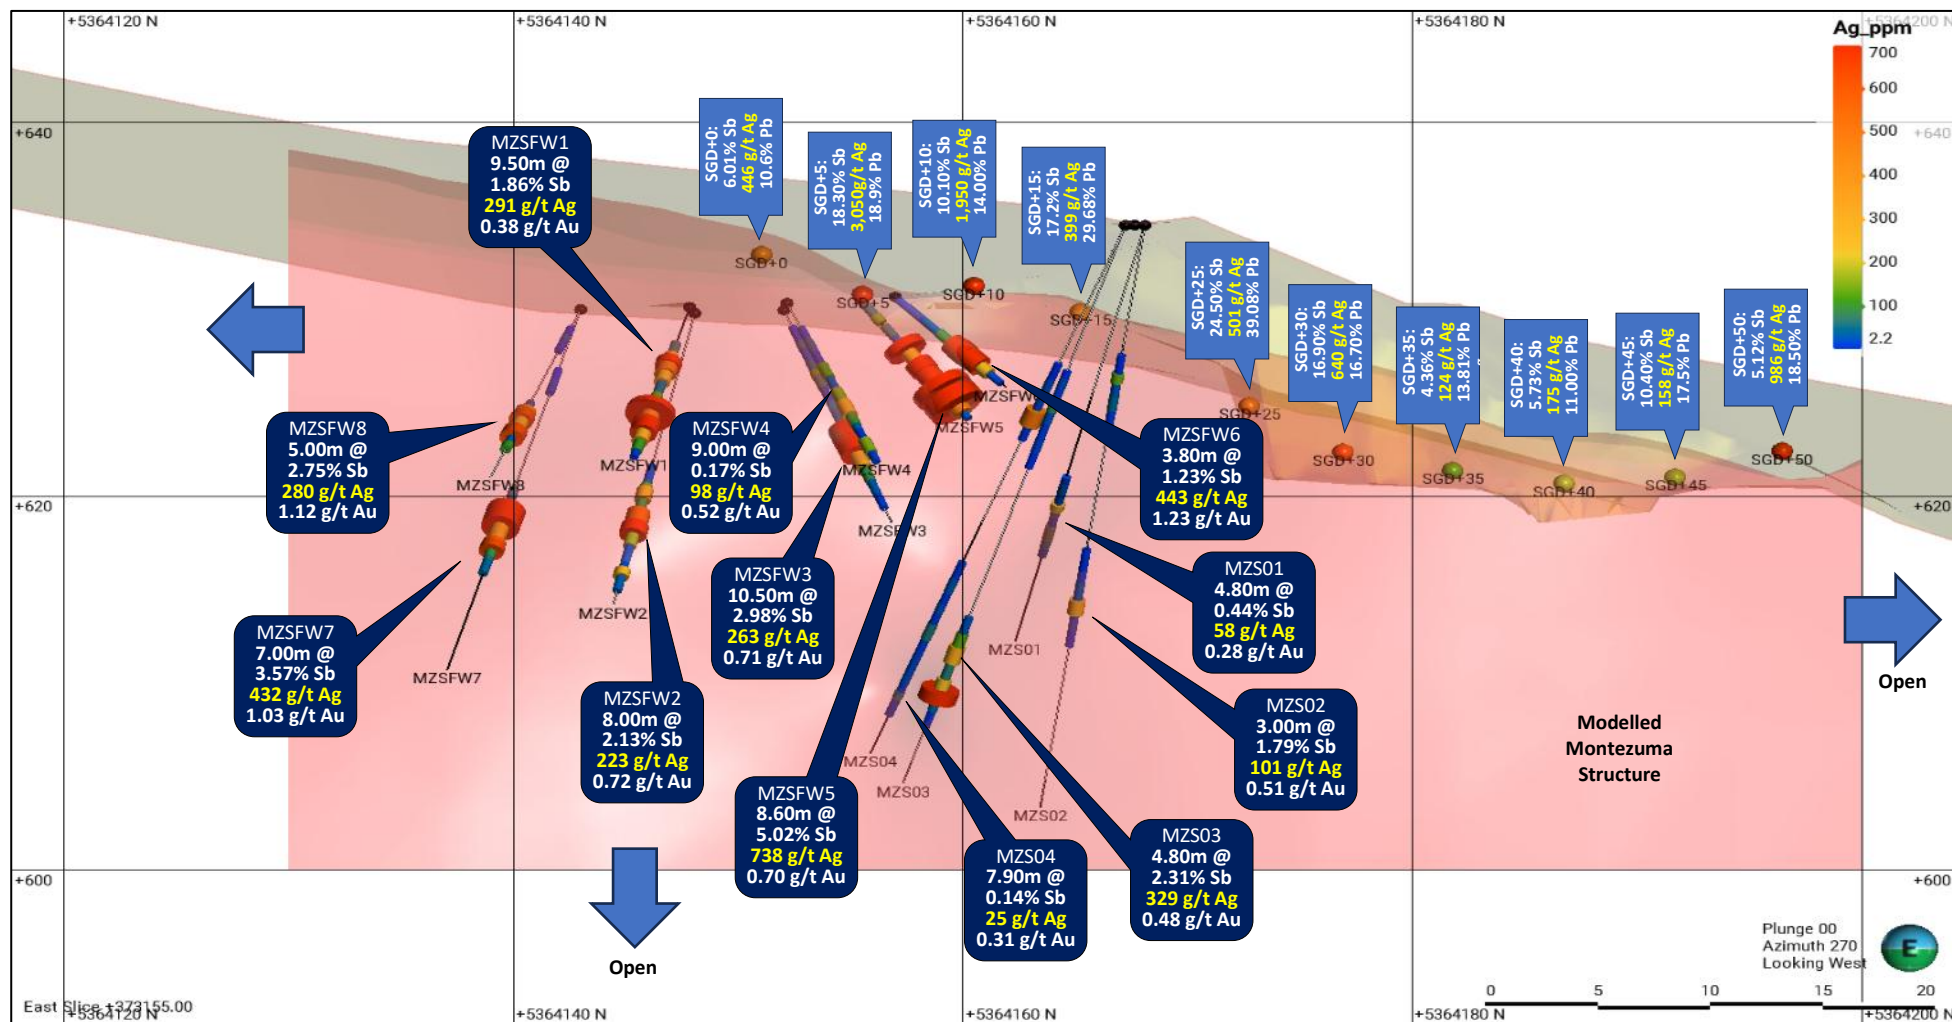 +5364120 N
+5364140 N
+5364160 N
+5364180 N
+5364200 N
Ag_ppm
700
600
500
400
300
200
100
2.2
+640
+640
MZSFW1
9.50m @
1.86% Sb
291 g/t Ag
0.38 g/t Au
SGD+0:
6.01% Sb
446 g/t Ag
10.6% Pb
SGD+5:
18.30% Sb
3,050g/t Ag
18.9% Pb
SGD+10:
10.10% Sb
1,950 g/t Ag
14.00% Pb
SGD+15:
17.2% Sb
399 g/t Ag
29.68% Pb
SGD+25:
24.50% Sb
501 g/t Ag
39.08% Pb
SGD+30:
16.90% Sb
640 g/t Ag
16.70% Pb
SGD+35:
4.36% Sb
124 g/t Ag
13.81% Pb
SGD+40:
5.73% Sb
175 g/t Ag
11.00% Pb
SGD+45:
10.40% Sb
158 g/t Ag
17.5% Pb
SGD+50:
5.12% Sb
986 g/t Ag
18.50% Pb
SGD+0
SGD+5
SGD+10
SGD+15
SGD+25
SGD+30
SGD+35
SGD+40
SGD+45
SGD+50
MZSFW8
5.00m @
2.75% Sb
280 g/t Ag
1.12 g/t Au
MZSFW4
9.00m @
0.17% Sb
98 g/t Ag
0.52 g/t Au
MZSFW6
3.80m @
1.23% Sb
443 g/t Ag
1.23 g/t Au
MZSFW8
MZSFW1
MZSFW4
MZSFW5
MZSFW3
+620
+620
MZSFW7
7.00m @
3.57% Sb
432 g/t Ag
1.03 g/t Au
MZSFW3
10.50m @
2.98% Sb
263 g/t Ag
0.71 g/t Au
MZS01
4.80m @
0.44% Sb
58 g/t Ag
0.28 g/t Au
MZSFW2
MZSFW7
MZS01
MZS04
MZS03
MZS02
MZSFW2
8.00m @
2.13% Sb
223 g/t Ag
0.72 g/t Au
MZS02
3.00m @
1.79% Sb
101 g/t Ag
0.51 g/t Au
Open
Modelled
Montezuma
Structure
MZSFW5
8.60m @
5.02% Sb
738 g/t Ag
0.70 g/t Au
MZS04
7.90m @
0.14% Sb
25 g/t Ag
0.31 g/t Au
MZS03
4.80m @
2.31% Sb
329 g/t Ag
0.48 g/t Au
+600
+600
Open
Plunge 00
Azimuth 270
Looking West
E
0 5 10 15 20
East Slice +373155.00
+5364120 N
+5364140 N
+5364160 N
+5364180 N
+5364200 N